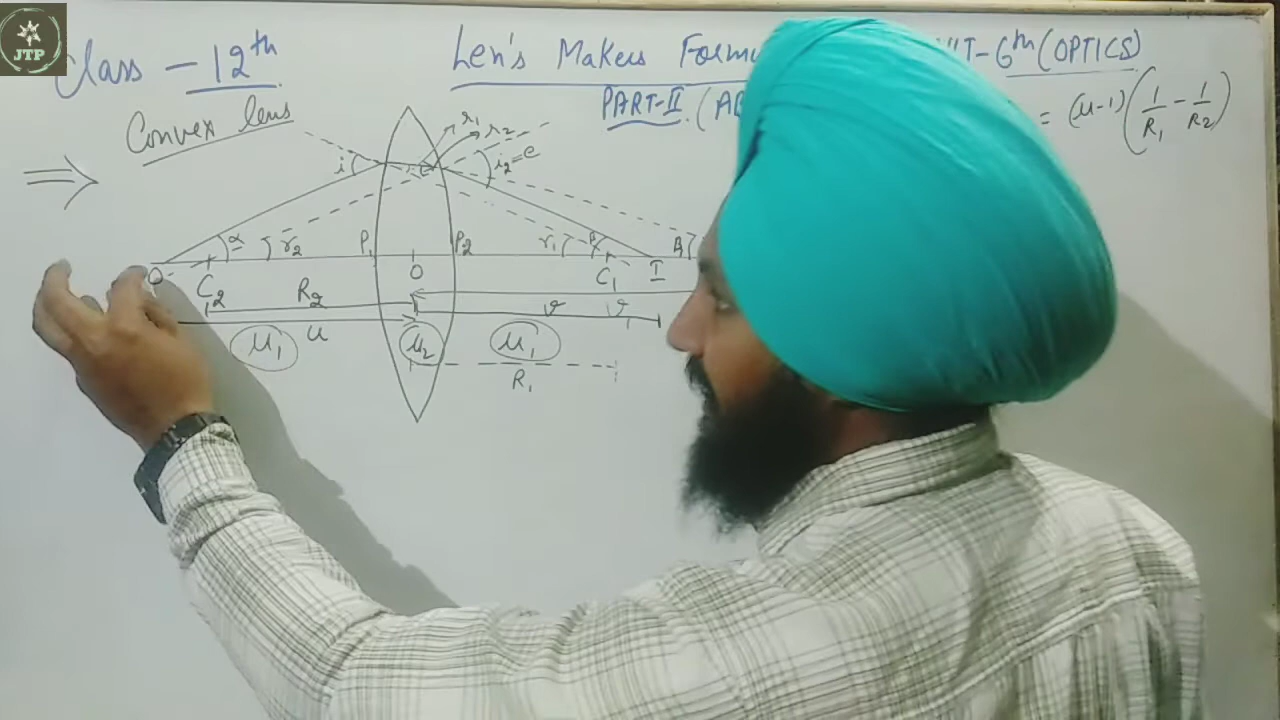 JTP
Class - 12th
Len's Makers Formu
IT-6th (OPTICS)
PART-II. (
= (μ-1) (1/R1 - 1/R2)
Convex lens
⇒
r1
r2
i
i2=e
α
r2
P1
P2
r1
β
O
C2
O
C1
I
R2
v
v
u
μ1
μ2
μ1
R1